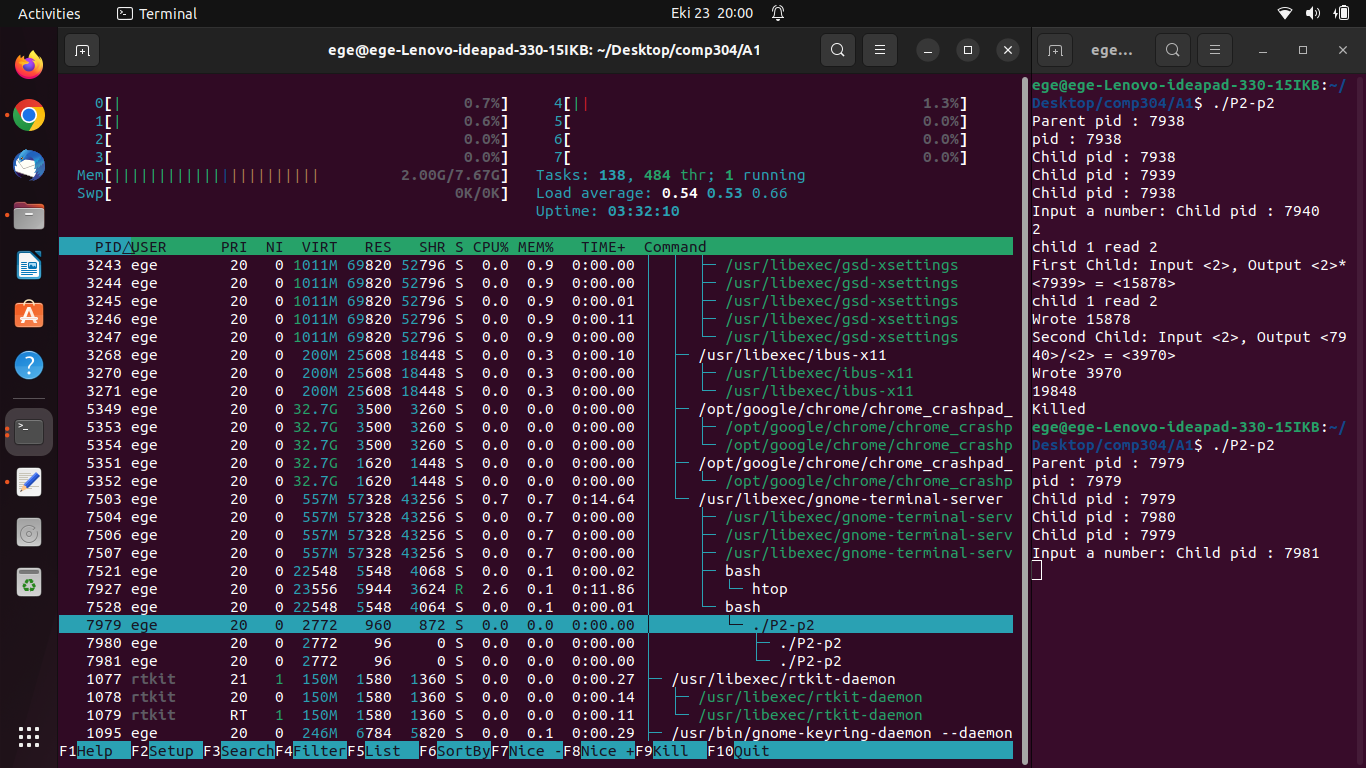 Activities Terminal Eki 23 20:00
ege@ege-Lenovo-ideapad-330-15IKB: ~/Desktop/comp304/A1
0[| 0.7%] 4[|| 1.3%]
1[| 0.6%] 5[ 0.0%]
2[ 0.0%] 6[ 0.0%]
3[ 0.0%] 7[ 0.0%]
Mem[||||||||||||||||||||||| 2.00G/7.67G] Tasks: 138, 484 thr; 1 running
Swp[ 0K/0K] Load average: 0.54 0.53 0.66
Uptime: 03:32:10
PID△USER PRI NI VIRT RES SHR S CPU% MEM% TIME+ Command
3243 ege 20 0 1011M 69820 52796 S 0.0 0.9 0:00.00 │ │ ├─ /usr/libexec/gsd-xsettings
3244 ege 20 0 1011M 69820 52796 S 0.0 0.9 0:00.00 │ │ ├─ /usr/libexec/gsd-xsettings
3245 ege 20 0 1011M 69820 52796 S 0.0 0.9 0:00.01 │ │ ├─ /usr/libexec/gsd-xsettings
3246 ege 20 0 1011M 69820 52796 S 0.0 0.9 0:00.11 │ │ ├─ /usr/libexec/gsd-xsettings
3247 ege 20 0 1011M 69820 52796 S 0.0 0.9 0:00.00 │ │ └─ /usr/libexec/gsd-xsettings
3268 ege 20 0 200M 25608 18448 S 0.0 0.3 0:00.10 │ ├─ /usr/libexec/ibus-x11
3270 ege 20 0 200M 25608 18448 S 0.0 0.3 0:00.00 │ │ ├─ /usr/libexec/ibus-x11
3271 ege 20 0 200M 25608 18448 S 0.0 0.3 0:00.00 │ │ └─ /usr/libexec/ibus-x11
5349 ege 20 0 32.7G 3500 3260 S 0.0 0.0 0:00.00 │ ├─ /opt/google/chrome/chrome_crashpad_
5353 ege 20 0 32.7G 3500 3260 S 0.0 0.0 0:00.00 │ │ ├─ /opt/google/chrome/chrome_crashp
5354 ege 20 0 32.7G 3500 3260 S 0.0 0.0 0:00.00 │ │ └─ /opt/google/chrome/chrome_crashp
5351 ege 20 0 32.7G 1620 1448 S 0.0 0.0 0:00.00 │ ├─ /opt/google/chrome/chrome_crashpad_
5352 ege 20 0 32.7G 1620 1448 S 0.0 0.0 0:00.00 │ │ └─ /opt/google/chrome/chrome_crashp
7503 ege 20 0 557M 57328 43256 S 0.7 0.7 0:14.64 │ └─ /usr/libexec/gnome-terminal-server
7504 ege 20 0 557M 57328 43256 S 0.0 0.7 0:00.00 │ ├─ /usr/libexec/gnome-terminal-serv
7506 ege 20 0 557M 57328 43256 S 0.0 0.7 0:00.00 │ ├─ /usr/libexec/gnome-terminal-serv
7507 ege 20 0 557M 57328 43256 S 0.0 0.7 0:00.00 │ ├─ /usr/libexec/gnome-terminal-serv
7521 ege 20 0 22548 5548 4068 S 0.0 0.1 0:00.02 │ ├─ bash
7927 ege 20 0 23556 5944 3624 R 2.6 0.1 0:11.86 │ │ └─ htop
7528 ege 20 0 22548 5548 4064 S 0.0 0.1 0:00.01 │ └─ bash
7979 ege 20 0 2772 960 872 S 0.0 0.0 0:00.00 │ └─ ./P2-p2
7980 ege 20 0 2772 96 0 S 0.0 0.0 0:00.00 │ ├─ ./P2-p2
7981 ege 20 0 2772 96 0 S 0.0 0.0 0:00.00 │ └─ ./P2-p2
1077 rtkit 21 1 150M 1580 1360 S 0.0 0.0 0:00.27 ├─ /usr/libexec/rtkit-daemon
1078 rtkit 20 0 150M 1580 1360 S 0.0 0.0 0:00.14 │ ├─ /usr/libexec/rtkit-daemon
1079 rtkit RT 1 150M 1580 1360 S 0.0 0.0 0:00.11 │ └─ /usr/libexec/rtkit-daemon
1095 ege 20 0 246M 6784 5820 S 0.0 0.1 0:00.29 ├─ /usr/bin/gnome-keyring-daemon --daemon
F1Help F2Setup F3SearchF4FilterF5List F6SortByF7Nice -F8Nice +F9Kill F10Quit
ege...
ege@ege-Lenovo-ideapad-330-15IKB:~/
Desktop/comp304/A1$ ./P2-p2
Parent pid : 7938
pid : 7938
Child pid : 7938
Child pid : 7939
Child pid : 7938
Input a number: Child pid : 7940
2
child 1 read 2
First Child: Input <2>, Output <2>*
<7939> = <15878>
child 1 read 2
Wrote 15878
Second Child: Input <2>, Output <79
40>/<2> = <3970>
Wrote 3970
19848
Killed
ege@ege-Lenovo-ideapad-330-15IKB:~/
Desktop/comp304/A1$ ./P2-p2
Parent pid : 7979
pid : 7979
Child pid : 7979
Child pid : 7980
Child pid : 7979
Input a number: Child pid : 7981